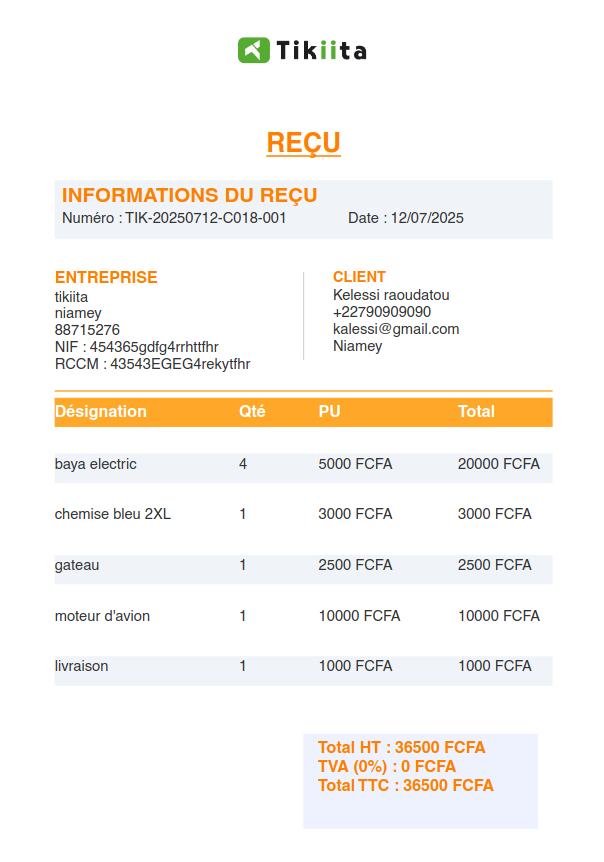 Tikiita
REÇU
INFORMATIONS DU REÇU
Numéro : TIK-20250712-C018-001 Date : 12/07/2025
ENTREPRISE
tikiita
niamey
88715276
NIF : 454365gdfg4rrhttfhr
RCCM : 43543EGEG4rekytfhr
CLIENT
Kelessi raoudatou
+22790909090
kalessi@gmail.com
Niamey
Désignation Qté PU Total
baya electric 4 5000 FCFA 20000 FCFA
chemise bleu 2XL 1 3000 FCFA 3000 FCFA
gateau 1 2500 FCFA 2500 FCFA
moteur d'avion 1 10000 FCFA 10000 FCFA
livraison 1 1000 FCFA 1000 FCFA
Total HT : 36500 FCFA
TVA (0%) : 0 FCFA
Total TTC : 36500 FCFA